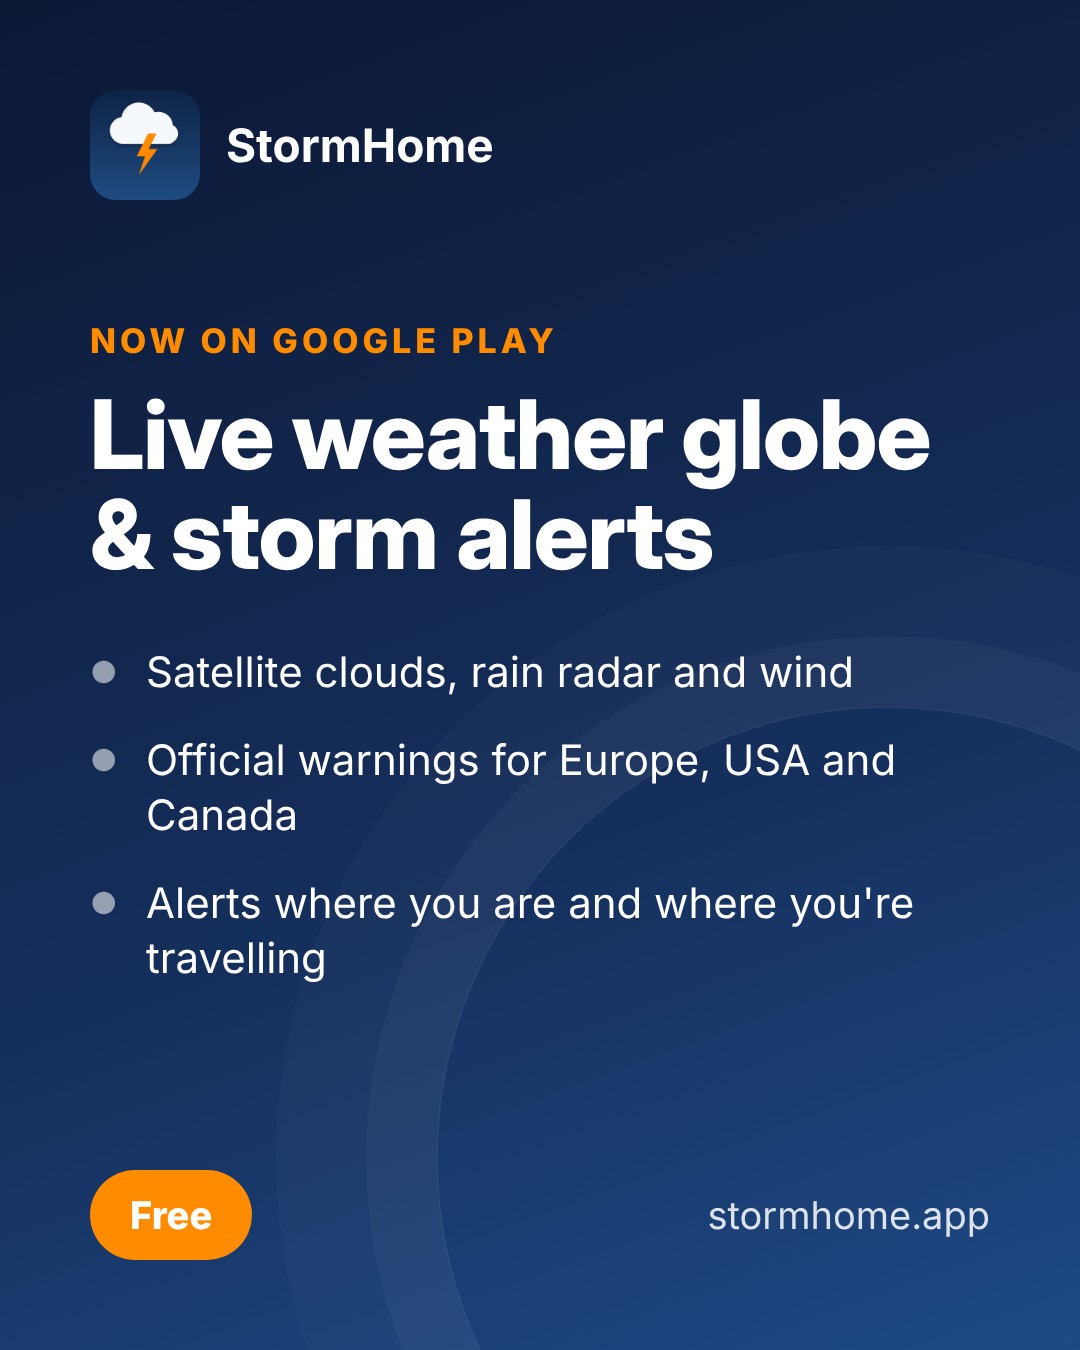 StormHome
NOW ON GOOGLE PLAY
Live weather globe
& storm alerts
Satellite clouds, rain radar and wind
Official warnings for Europe, USA and
Canada
Alerts where you are and where you're
travelling
Free
stormhome.app